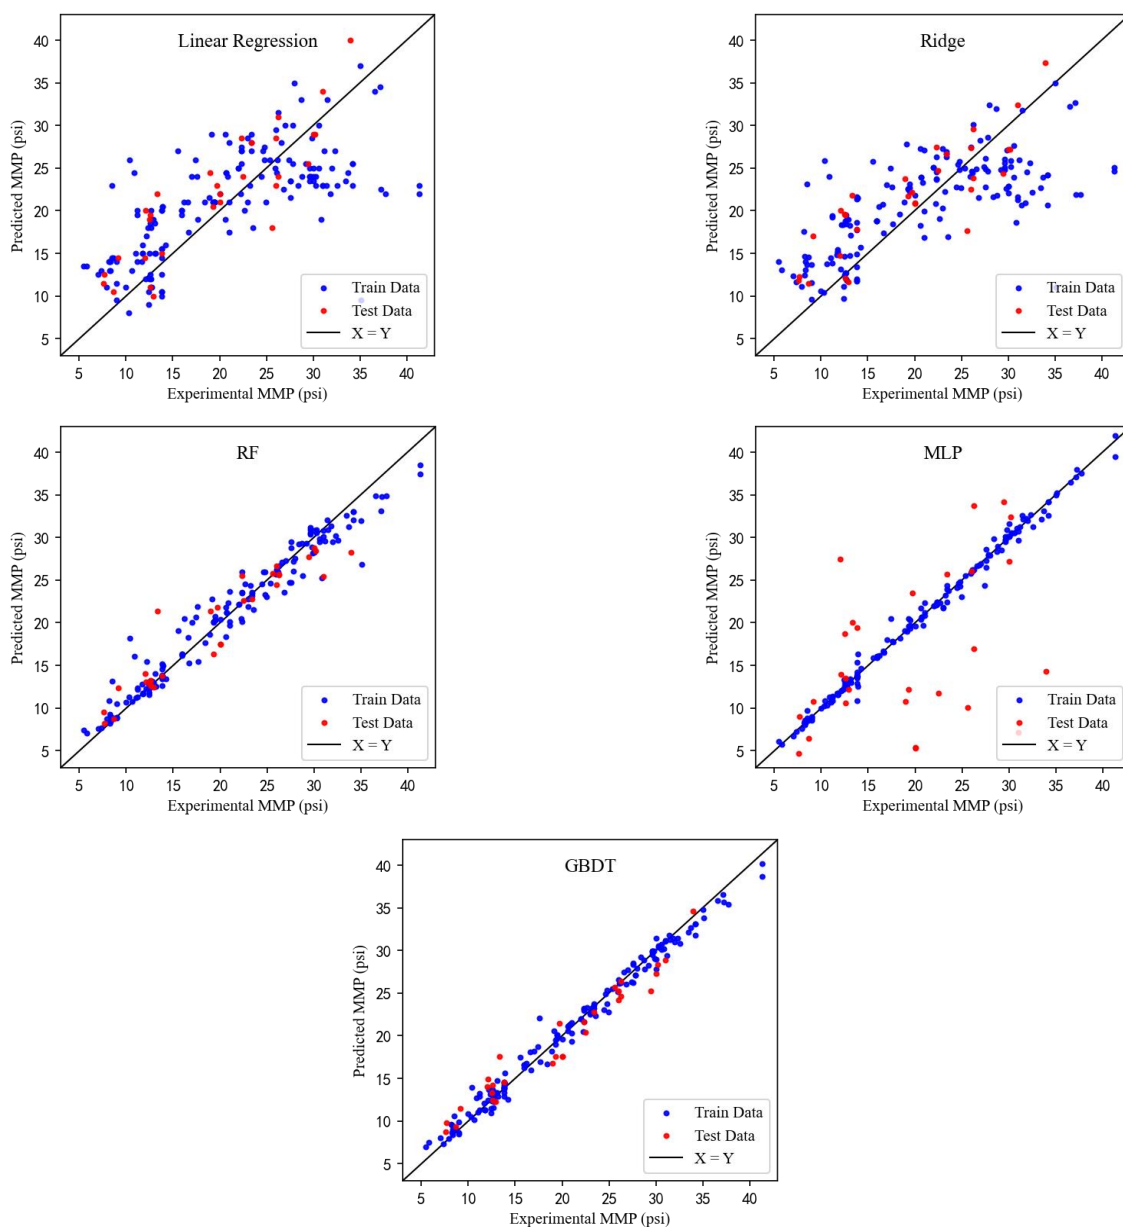 Linear Regression
40
35
30
25
20
15
10
5
Predicted MMP (psi)
Train Data
Test Data
X = Y
5 10 15 20 25 30 35 40
Experimental MMP (psi)
Ridge
40
35
30
25
20
15
10
5
Predicted MMP (psi)
Train Data
Test Data
X = Y
5 10 15 20 25 30 35 40
Experimental MMP (psi)
RF
40
35
30
25
20
15
10
5
Predicted MMP (psi)
Train Data
Test Data
X = Y
5 10 15 20 25 30 35 40
Experimental MMP (psi)
MLP
40
35
30
25
20
15
10
5
Predicted MMP (psi)
Train Data
Test Data
X = Y
5 10 15 20 25 30 35 40
Experimental MMP (psi)
GBDT
40
35
30
25
20
15
10
5
Predicted MMP (psi)
Train Data
Test Data
X = Y
5 10 15 20 25 30 35 40
Experimental MMP (psi)